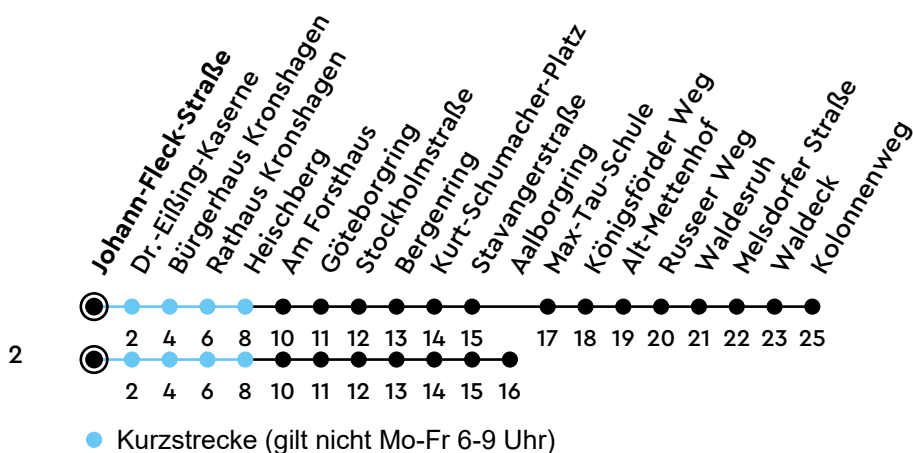 Johann-Fleck-Straße
Dr.-Eißing-Kaserne
Bürgerhaus Kronshagen
Rathaus Kronshagen
Heischberg
Am Forsthaus
Göteborgring
Stockholmstraße
Bergenring
Kurt-Schumacher-Platz
Stavangerstraße
Aalborgring
Max-Tau-Schule
Königsförder Weg
Alt-Mettenhof
Russeer Weg
Waldesruh
Melsdorfer Straße
Waldeck
Kolonnenweg
2 4 6 8 10 11 12 13 14 15 17 18 19 20 21 22 23 25
2
2 4 6 8 10 11 12 13 14 15 16
Kurzstrecke (gilt nicht Mo-Fr 6-9 Uhr)